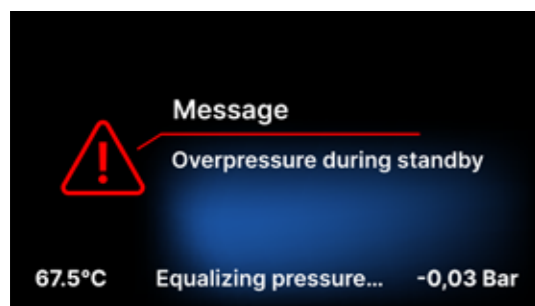 Message
Overpressure during standby
67.5°C Equalizing pressure... -0,03 Bar